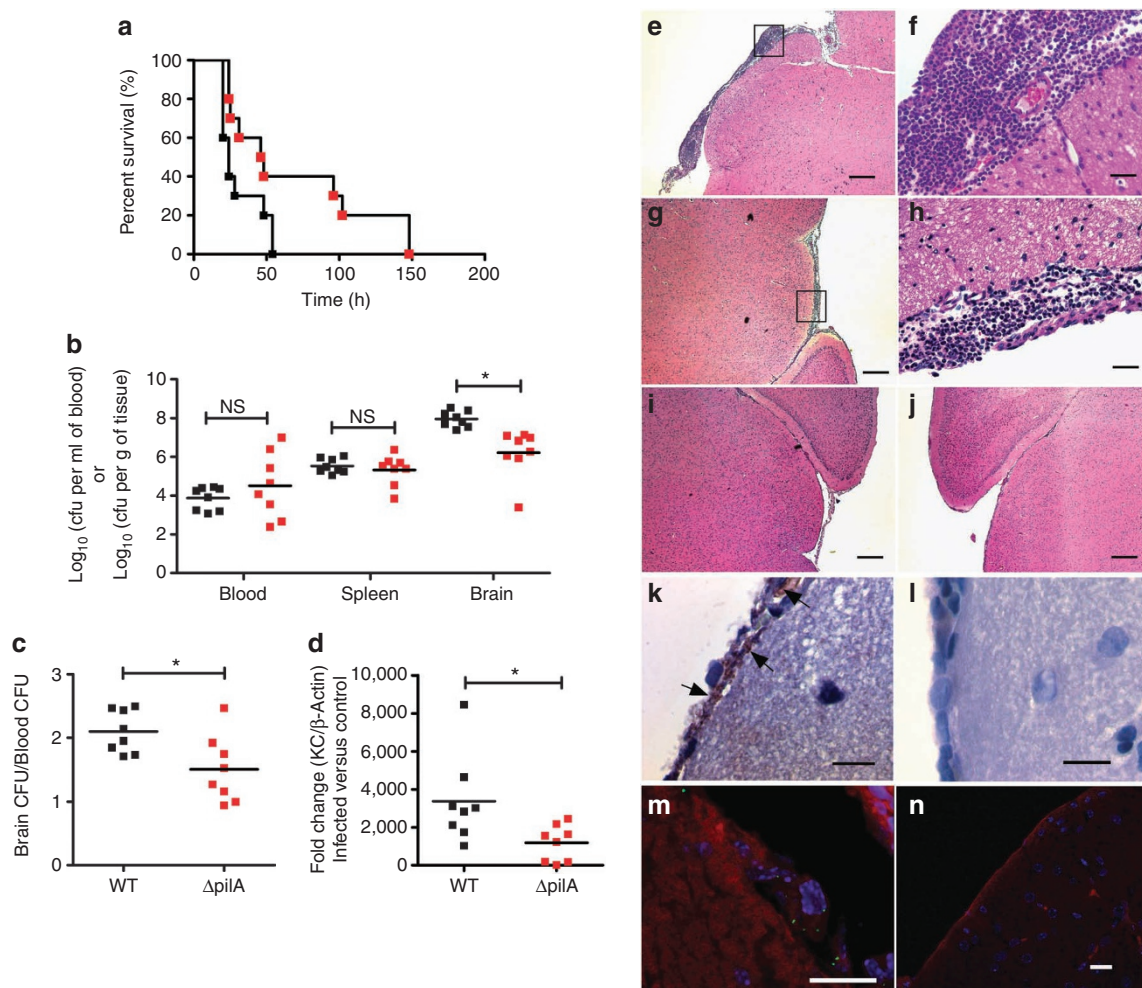 a
100
80
60
40
20
0
Percent survival (%)
0 50 100 150 200
Time (h)
b
Log10 (cfu per ml of blood)
or
Log10 (cfu per g of tissue)
10
8
6
4
2
0
NS
NS
*
Blood Spleen Brain
c
Brain CFU/Blood CFU
3
2
1
0
*
WT ΔpilA
d
Fold change (KC/β-Actin)
Infected versus control
10,000
8,000
6,000
4,000
2,000
0
*
WT ΔpilA
e
f
g
h
i
j
k
l
m
n